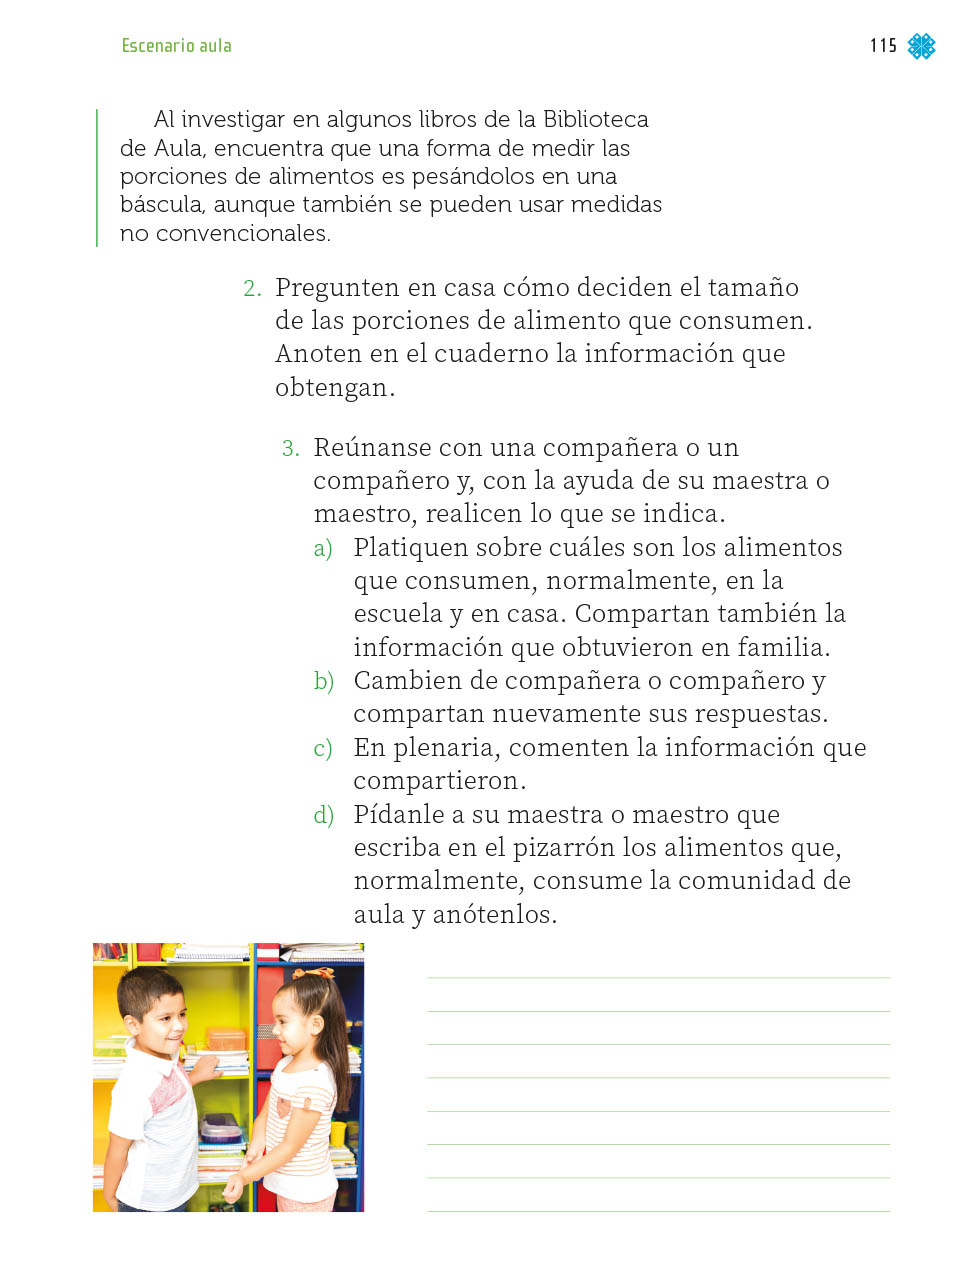 Escenario aula
115
Al investigar en algunos libros de la Biblioteca
de Aula, encuentra que una forma de medir las
porciones de alimentos es pesándolos en una
báscula, aunque también se pueden usar medidas
no convencionales.
2. Pregunten en casa cómo deciden el tamaño
de las porciones de alimento que consumen.
Anoten en el cuaderno la información que
obtengan.
3. Reúnanse con una compañera o un
compañero y, con la ayuda de su maestra o
maestro, realicen lo que se indica.
a) Platiquen sobre cuáles son los alimentos
que consumen, normalmente, en la
escuela y en casa. Compartan también la
información que obtuvieron en familia.
b) Cambien de compañera o compañero y
compartan nuevamente sus respuestas.
c) En plenaria, comenten la información que
compartieron.
d) Pídanle a su maestra o maestro que
escriba en el pizarrón los alimentos que,
normalmente, consume la comunidad de
aula y anótenlos.